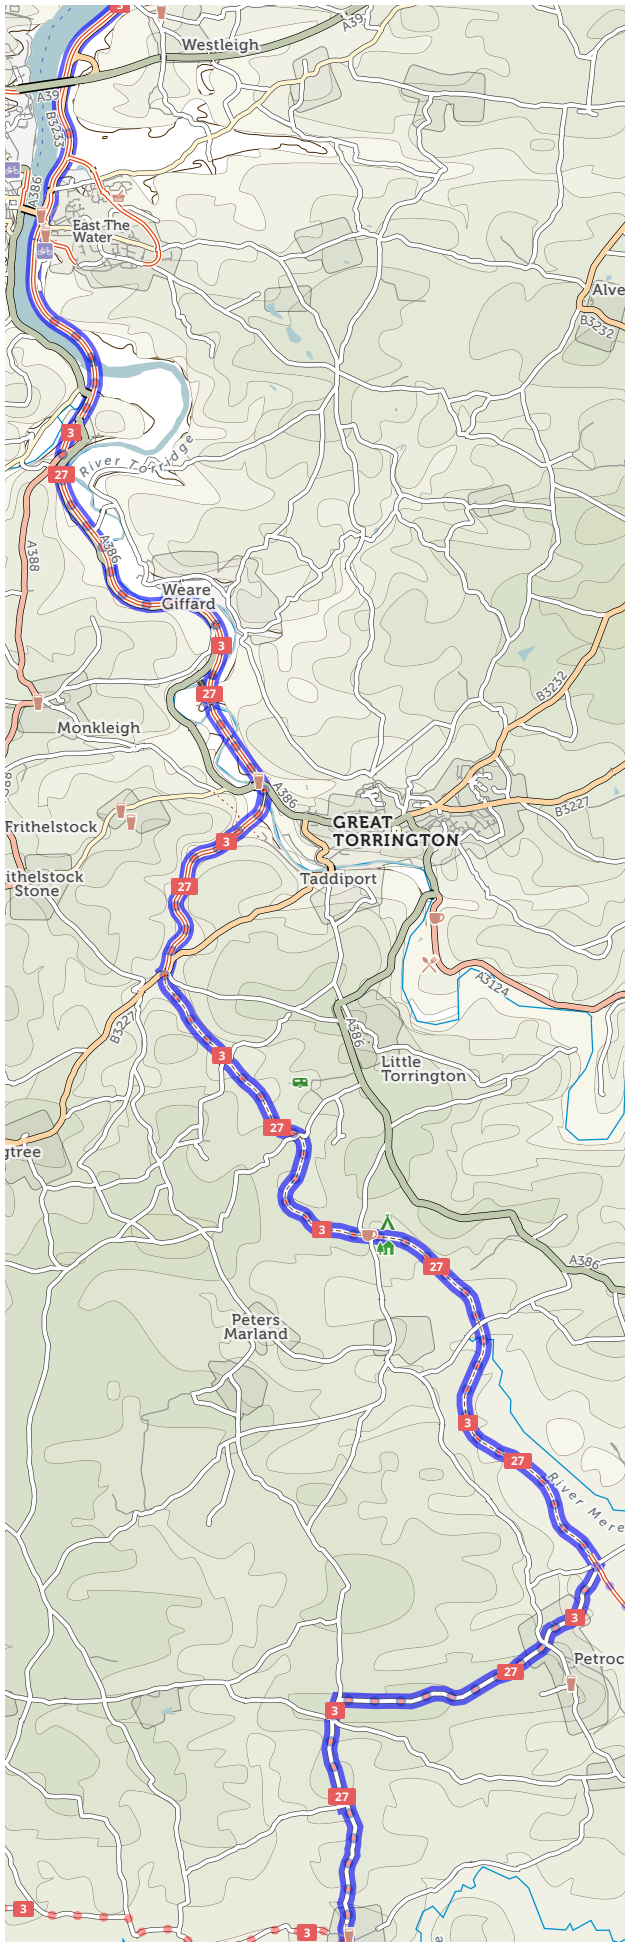 3
Westleigh
A39
A39
B3233
A386
East The
Water
Alve
B3232
3
River Torridge
27
A386
A388
Weare
Giffard
3
27
B3232
Monkleigh
A386
B3227
GREAT
TORRINGTON
Frithelstock
3
ithelstock
Stone
27
Taddiport
A3124
B3227
A386
3
Little
Torrington
27
gtree
3
27
A386
Peters
Marland
3
27
River Mere
3
Petroc
27
3
27
3
3